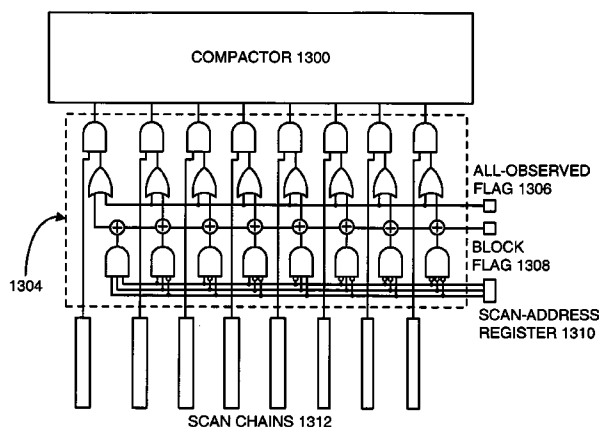 COMPACTOR 1300
ALL-OBSERVED
FLAG 1306
BLOCK
FLAG 1308
1304
SCAN-ADDRESS
REGISTER 1310
SCAN CHAINS 1312